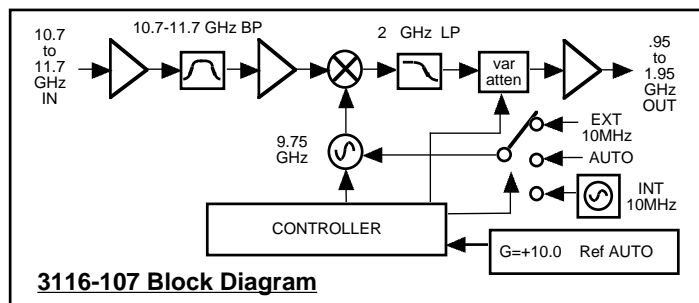 10.7
to
11.7
GHz
IN
10.7-11.7 GHz BP
2 GHz LP
var
atten
.95
to
1.95
GHz
OUT
9.75
GHz
EXT
10MHz
AUTO
INT
10MHz
CONTROLLER
G=+10.0 Ref AUTO
3116-107 Block Diagram